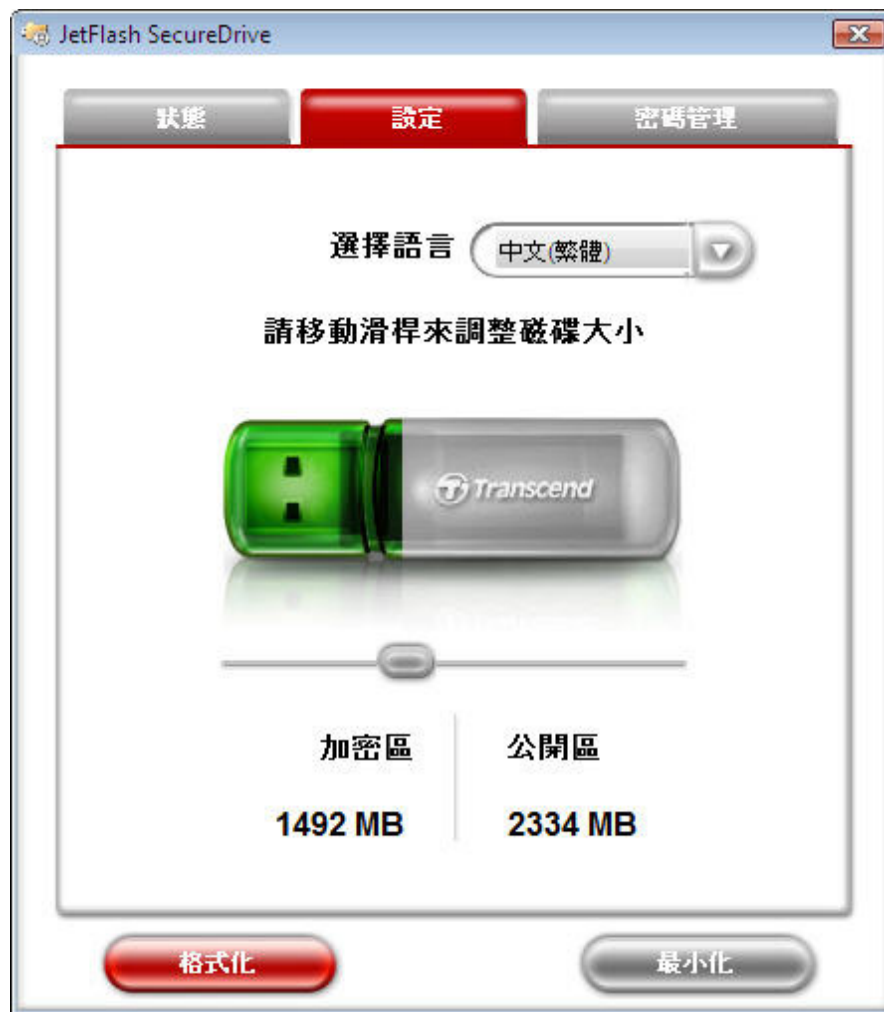 JetFlash SecureDrive
狀態 設定 密碼管理
選擇語言 中文(繁體)
請移動滑桿來調整磁碟大小
Transcend
加密區 公開區
1492 MB 2334 MB
格式化 最小化